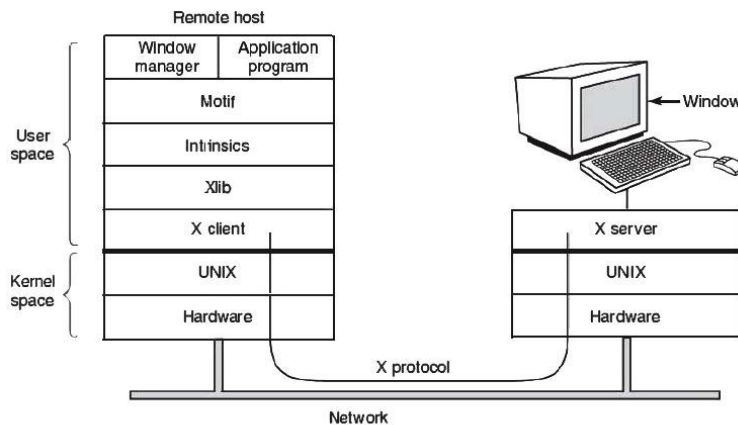 Remote host
Window
manager
Application
program
Motif
Intrinsics
Xlib
X client
UNIX
Hardware
User
space
Kernel
space
Window
X server
UNIX
Hardware
X protocol
Network